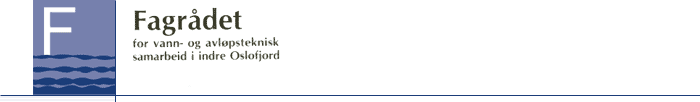 F
Fagrådet
for vann- og avløpsteknisk
samarbeid i indre Oslofjord